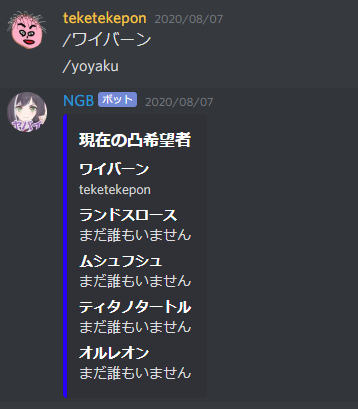 teketekepon 2020/08/07
/ワイバーン
/yoyaku
NGB ボット 2020/08/07
現在の凸希望者
ワイバーン
teketekepon
ランドスロース
まだ誰もいません
ムシュフシュ
まだ誰もいません
ティタノタートル
まだ誰もいません
オルレオン
まだ誰もいません